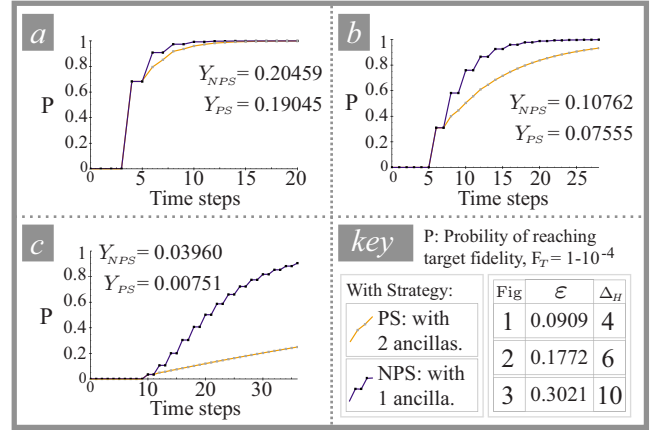 a
1
0.8
0.6
0.4
0.2
0
P
Y_NPS = 0.20459
Y_PS = 0.19045
0 5 10 15 20
Time steps
b
1
0.8
0.6
0.4
0.2
0
Y_NPS = 0.10762
Y_PS = 0.07555
0 5 10 15 20 25
Time steps
c
Y_NPS = 0.03960
Y_PS = 0.00751
1
0.8
0.6
0.4
0.2
0
P
0 10 20 30
Time steps
key
P: Probility of reaching
target fidelity, F_T = 1-10^-4
With Strategy:
PS: with
2 ancillas.
NPS: with
1 ancilla.
Fig ε Δ_H
1 0.0909 4
2 0.1772 6
3 0.3021 10